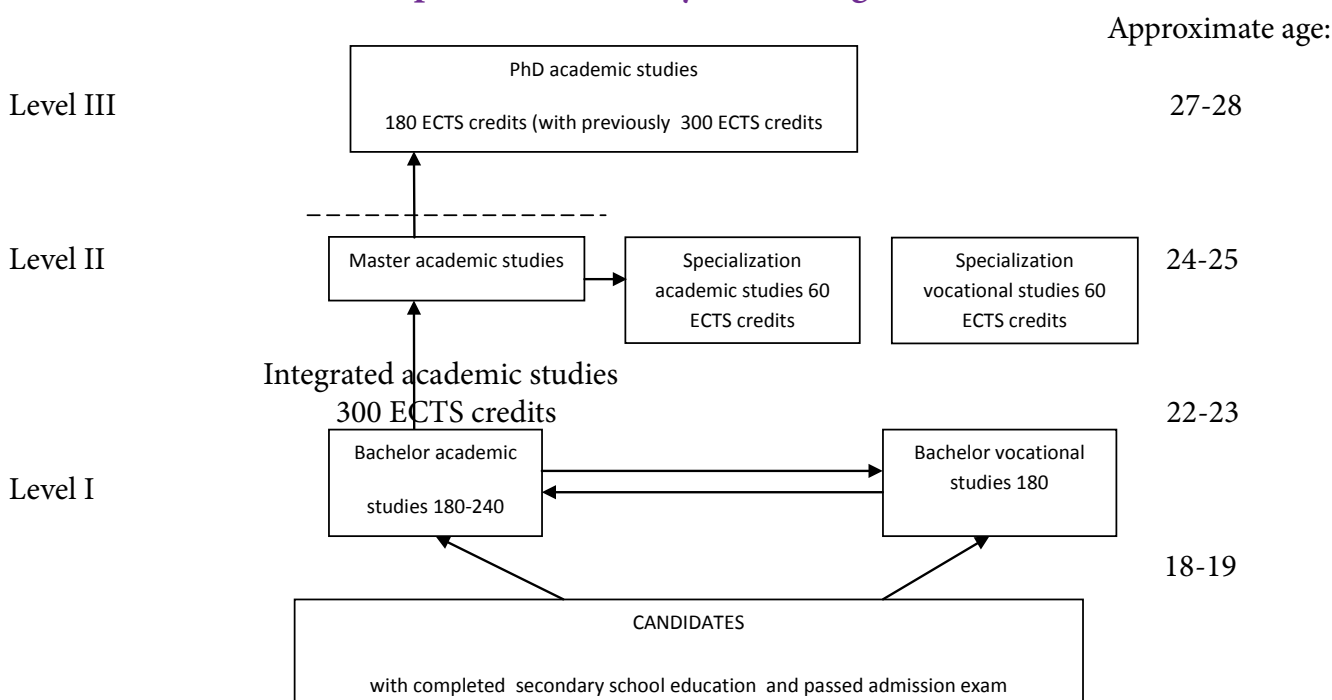 Approximate age:
PhD academic studies
180 ECTS credits (with previously 300 ECTS credits
Level III
27-28
Level II
Master academic studies
Specialization
academic studies 60
ECTS credits
Specialization
vocational studies 60
ECTS credits
24-25
Integrated academic studies
300 ECTS credits
22-23
Level I
Bachelor academic
studies 180-240
Bachelor vocational
studies 180
18-19
CANDIDATES
with completed secondary school education and passed admission exam